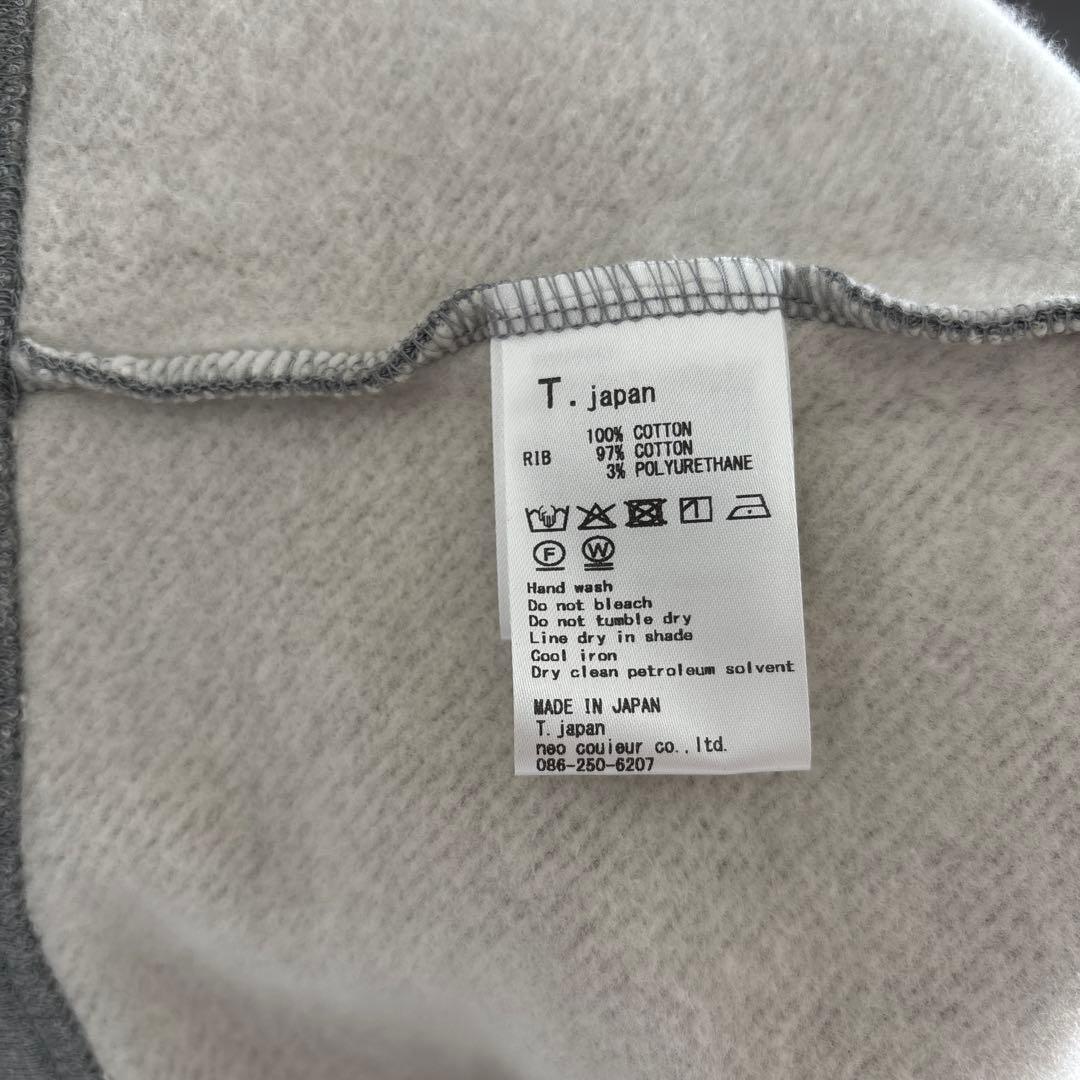 T. japan
100% COTTON
RIB 97% COTTON
3% POLYURETHANE
F W
Hand wash
Do not bleach
Do not tumble dry
Line dry in shade
Cool iron
Dry clean petroleum solvent
MADE IN JAPAN
T. japan
neo couieur co.,ltd.
086-250-6207